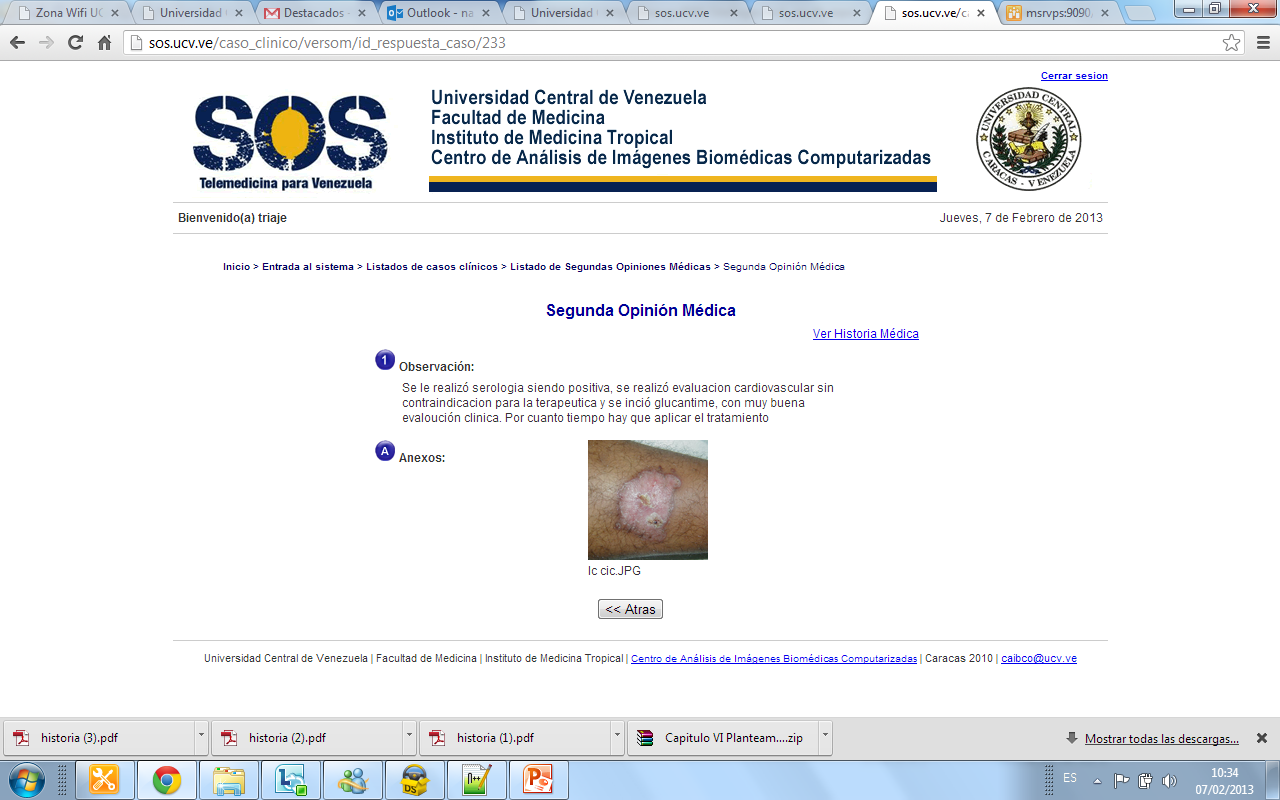 Zona Wifi UC
Universidad
Destacados
Outlook - na
Universidad
sos.ucv.ve
sos.ucv.ve
sos.ucv.ve/ca
msrvps:9090
sos.ucv.ve/caso_clinico/versom/id_respuesta_caso/233
Cerrar sesion
SOS
Telemedicina para Venezuela
Universidad Central de Venezuela
Facultad de Medicina
Instituto de Medicina Tropical
Centro de Análisis de Imágenes Biomédicas Computarizadas
UNIVERSIDAD CENTRAL DE VENEZUELA
CARACAS - VENEZUELA
Bienvenido(a) triaje
Jueves, 7 de Febrero de 2013
Inicio > Entrada al sistema > Listados de casos clínicos > Listado de Segundas Opiniones Médicas > Segunda Opinión Médica
Segunda Opinión Médica
Ver Historia Médica
1 Observación:
Se le realizó serologia siendo positiva, se realizó evaluacion cardiovascular sin
contraindicacion para la terapeutica y se inció glucantime, con muy buena
evaloución clinica. Por cuanto tiempo hay que aplicar el tratamiento
A Anexos:
lc cic.JPG
<< Atras
Universidad Central de Venezuela | Facultad de Medicina | Instituto de Medicina Tropical | Centro de Análisis de Imágenes Biomédicas Computarizadas | Caracas 2010 | caibco@ucv.ve
historia (3).pdf
historia (2).pdf
historia (1).pdf
Capitulo VI Planteam....zip
Mostrar todas las descargas...
ES
10:34
07/02/2013